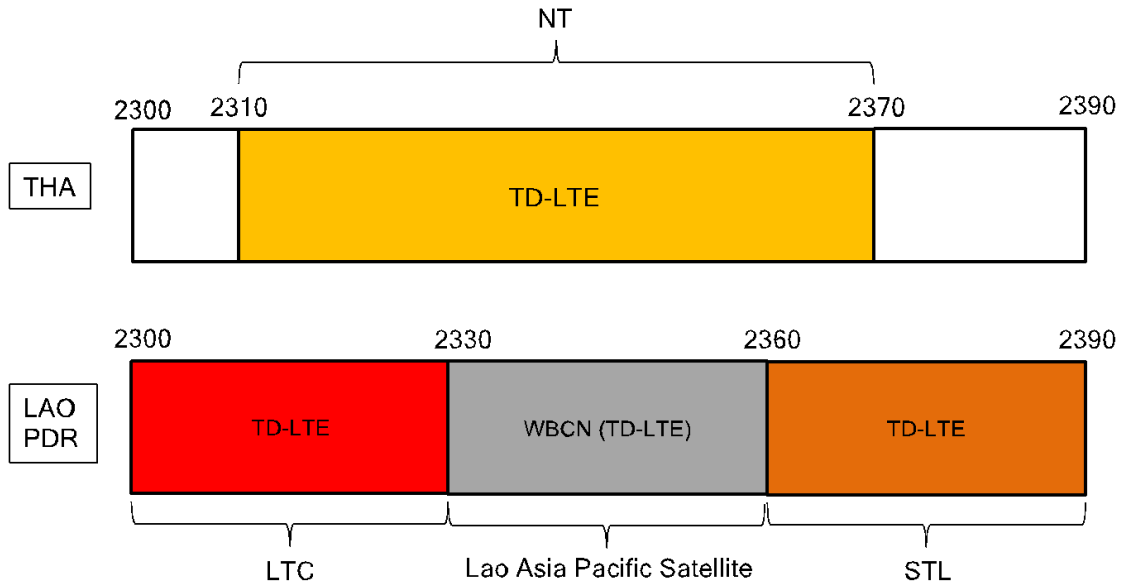 NT
2300 2310 2370 2390
THA
TD-LTE
2300 2330 2360 2390
LAO
PDR
TD-LTE WBCN (TD-LTE) TD-LTE
LTC Lao Asia Pacific Satellite STL